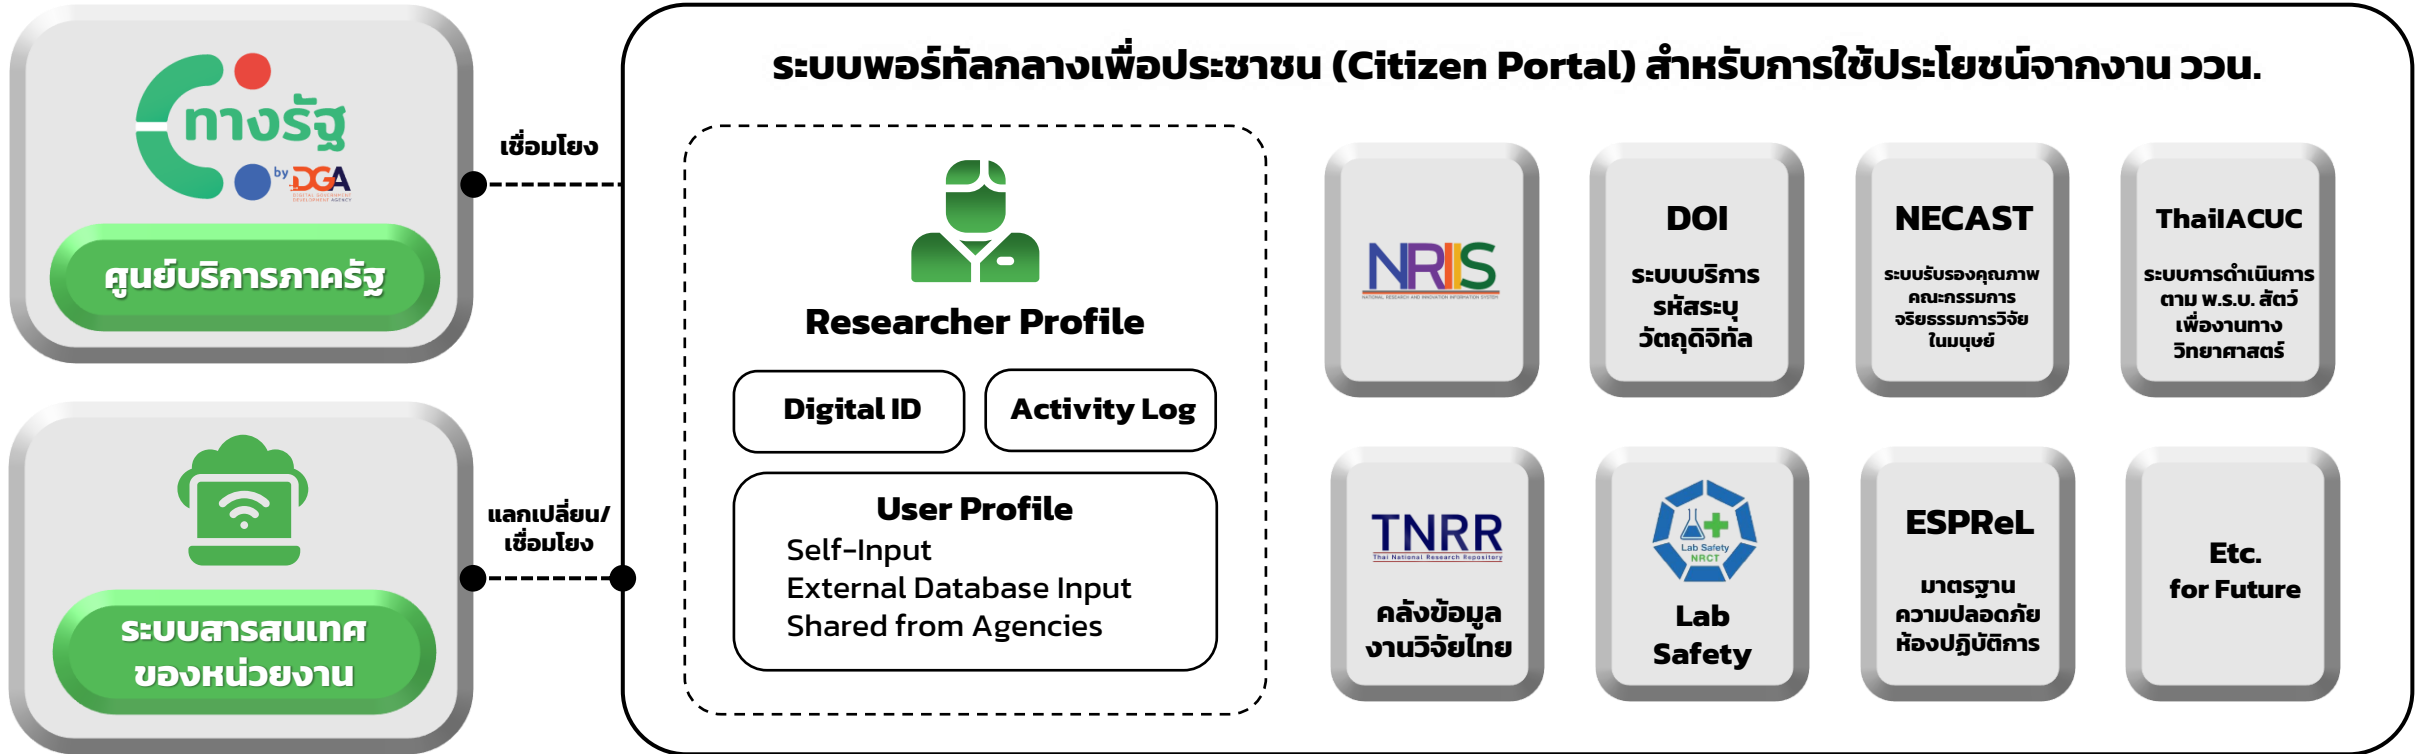 ทางรัฐ
by DGA
DIGITAL GOVERNMENT
DEVELOPMENT AGENCY
ศูนย์บริการภาครัฐ
เชื่อมโยง
ระบบสารสนเทศ
ของหน่วยงาน
แลกเปลี่ยน/
เชื่อมโยง
ระบบพอร์ทัลกลางเพื่อประชาชน (Citizen Portal) สำหรับการใช้ประโยชน์จากงาน ววน.
Researcher Profile
Digital ID
Activity Log
User Profile
Self-Input
External Database Input
Shared from Agencies
NRIIS
NATIONAL RESEARCH AND INNOVATION INFORMATION SYSTEM
DOI
ระบบบริการ
รหัสระบุ
วัตถุดิจิทัล
NECAST
ระบบรับรองคุณภาพ
คณะกรรมการ
จริยธรรมการวิจัย
ในมนุษย์
ThaiIACUC
ระบบการดำเนินการ
ตาม พ.ร.บ. สัตว์
เพื่องานทาง
วิทยาศาสตร์
TNRR
Thai National Research Repository
คลังข้อมูล
งานวิจัยไทย
Lab Safety
NRCT
Lab
Safety
ESPReL
มาตรฐาน
ความปลอดภัย
ห้องปฏิบัติการ
Etc.
for Future